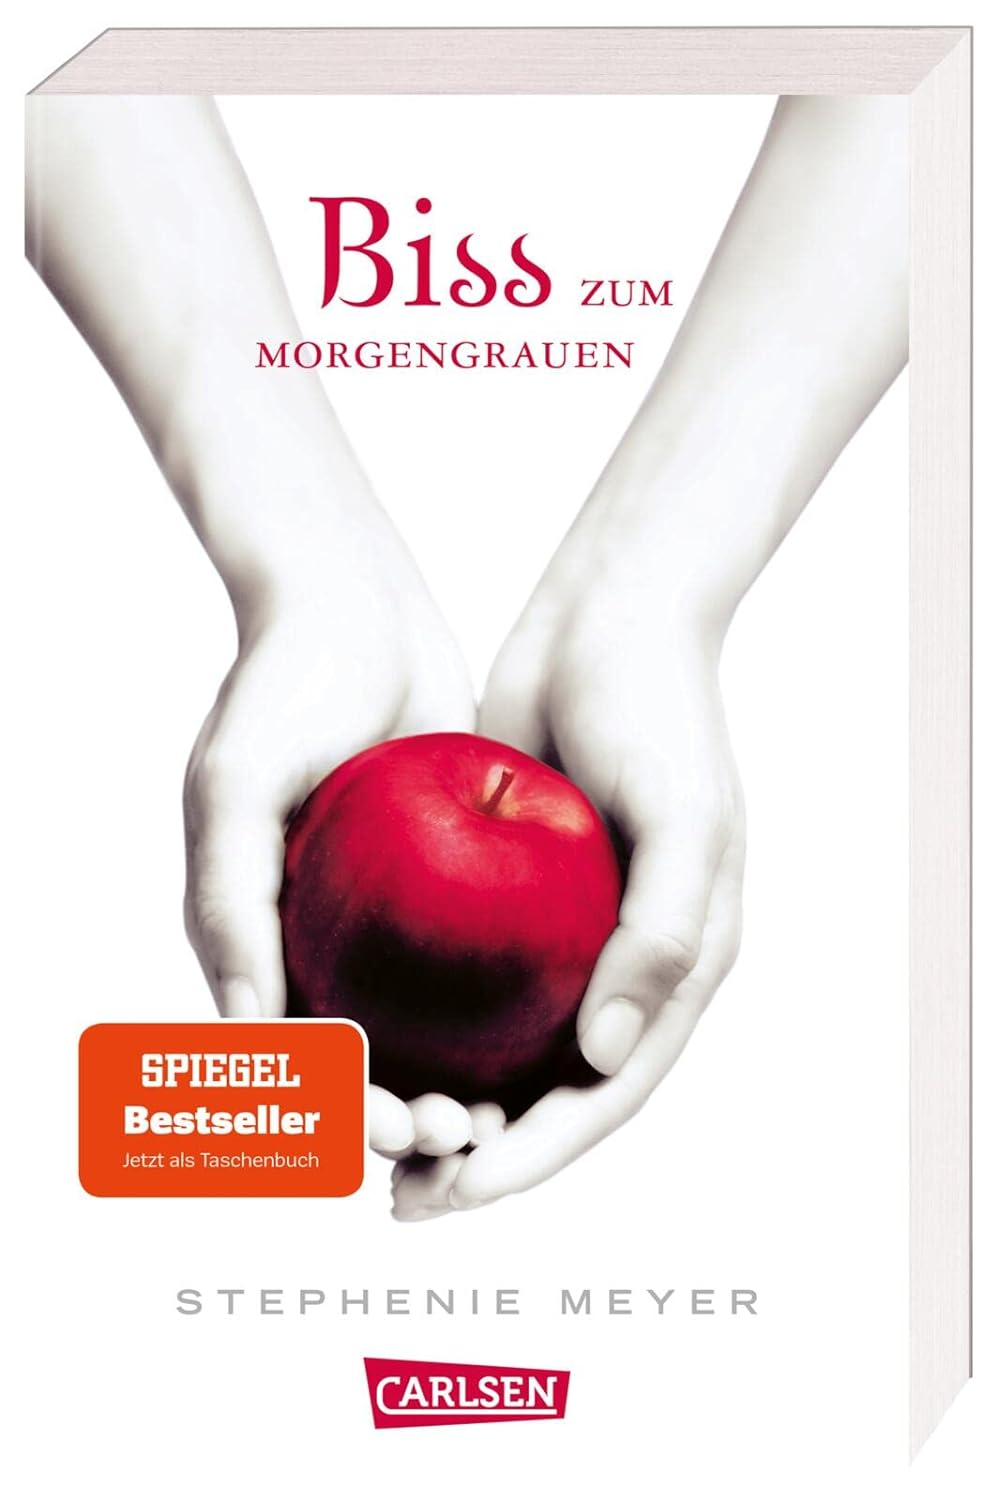 Biss ZUM
MORGENGRAUEN
SPIEGEL
Bestseller
Jetzt als Taschenbuch
STEPHENIE MEYER
CARLSEN